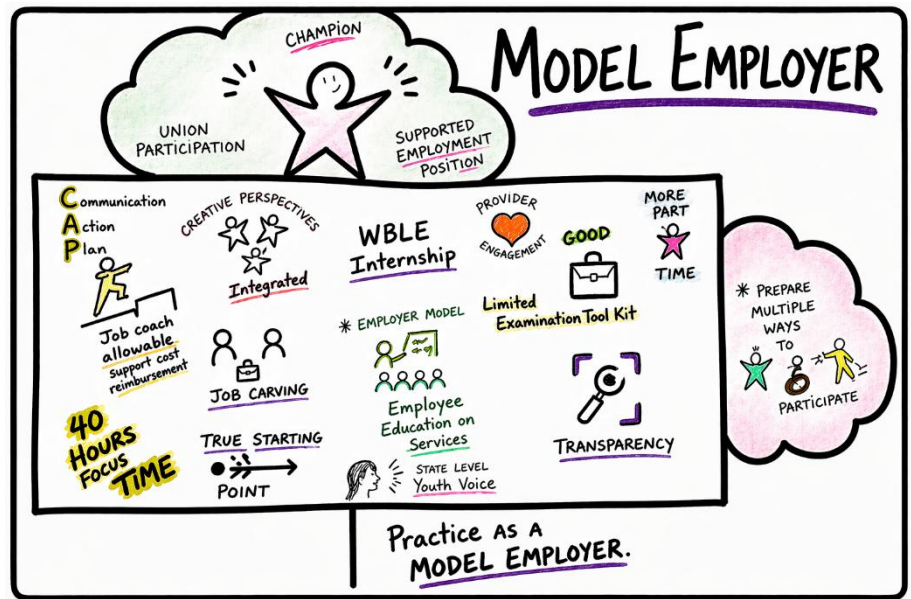 MODEL EMPLOYER
CHAMPION
UNION
PARTICIPATION
SUPPORTED
EMPLOYMENT
POSITION
Communication
Action
Plan
Job coach
allowable
support cost
reimbursement
40
HOURS
FOCUS
TIME
CREATIVE PERSPECTIVES
Integrated
JOB CARVING
TRUE STARTING
POINT
WBLE
Internship
* EMPLOYER MODEL
Employee
Education on
Services
STATE LEVEL
Youth Voice
PROVIDER
ENGAGEMENT
GOOD
Limited
Examination Tool Kit
TRANSPARENCY
MORE
PART
TIME
* PREPARE
MULTIPLE
WAYS
TO
PARTICIPATE
Practice AS A
MODEL EMPLOYER.